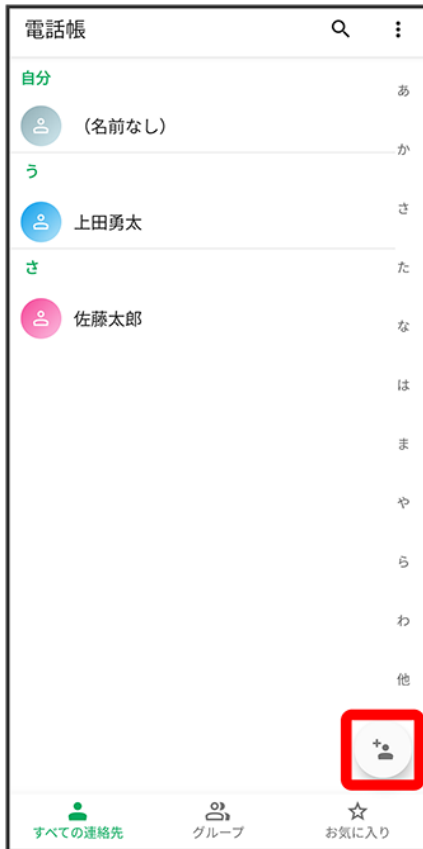 電話帳
自分
（名前なし）
う
上田勇太
さ
佐藤太郎
あ
か
さ
た
な
は
ま
や
ら
わ
他
すべての連絡先
グループ
お気に入り